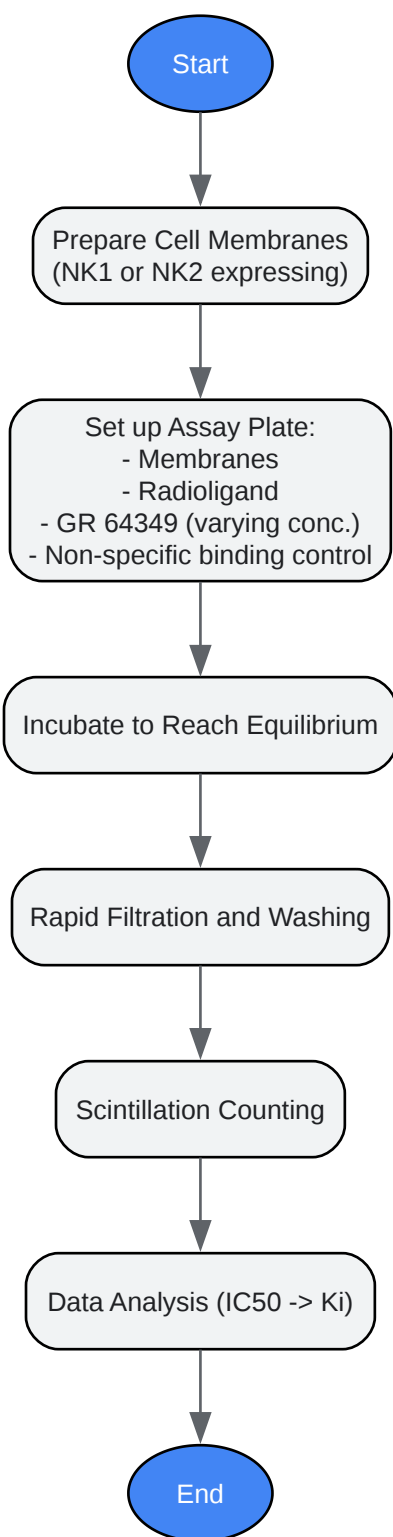 Start
Prepare Cell Membranes
(NK1 or NK2 expressing)
Set up Assay Plate:
- Membranes
- Radioligand
- GR 64349 (varying conc.)
- Non-specific binding control
Incubate to Reach Equilibrium
Rapid Filtration and Washing
Scintillation Counting
Data Analysis (IC50 -> Ki)
End